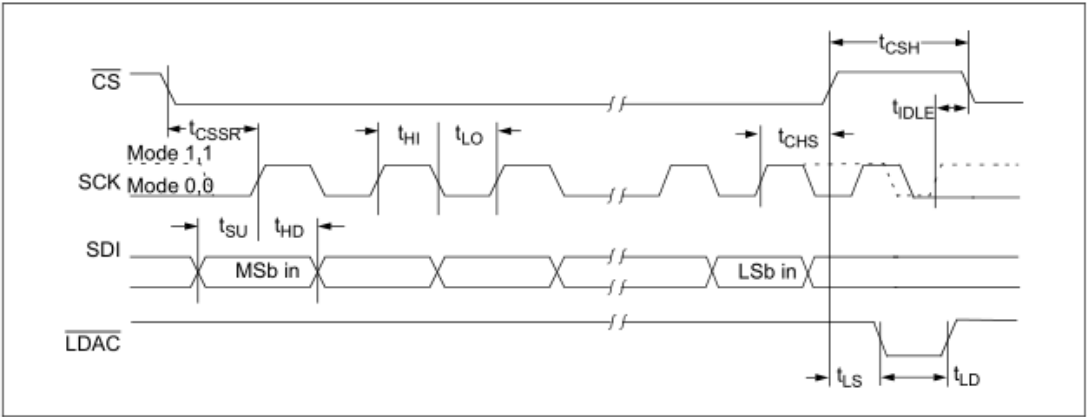 tCSH
CS
tIDLE
tCSSR
tHI
tLO
tCHS
Mode 1,1
SCK Mode 0,0
tSU
tHD
SDI
MSb in
LSb in
LDAC
tLS
tLD